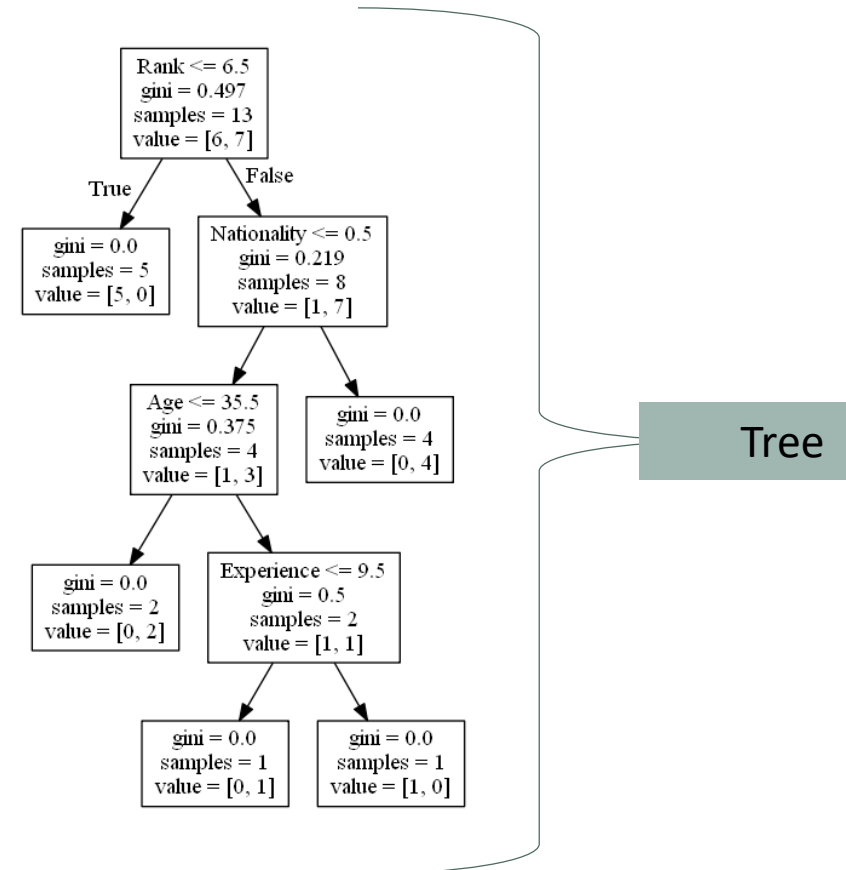 Rank <= 6.5
gini = 0.497
samples = 13
value = [6, 7]
True
False
gini = 0.0
samples = 5
value = [5, 0]
Nationality <= 0.5
gini = 0.219
samples = 8
value = [1, 7]
Age <= 35.5
gini = 0.375
samples = 4
value = [1, 3]
gini = 0.0
samples = 4
value = [0, 4]
Tree
gini = 0.0
samples = 2
value = [0, 2]
Experience <= 9.5
gini = 0.5
samples = 2
value = [1, 1]
gini = 0.0
samples = 1
value = [0, 1]
gini = 0.0
samples = 1
value = [1, 0]